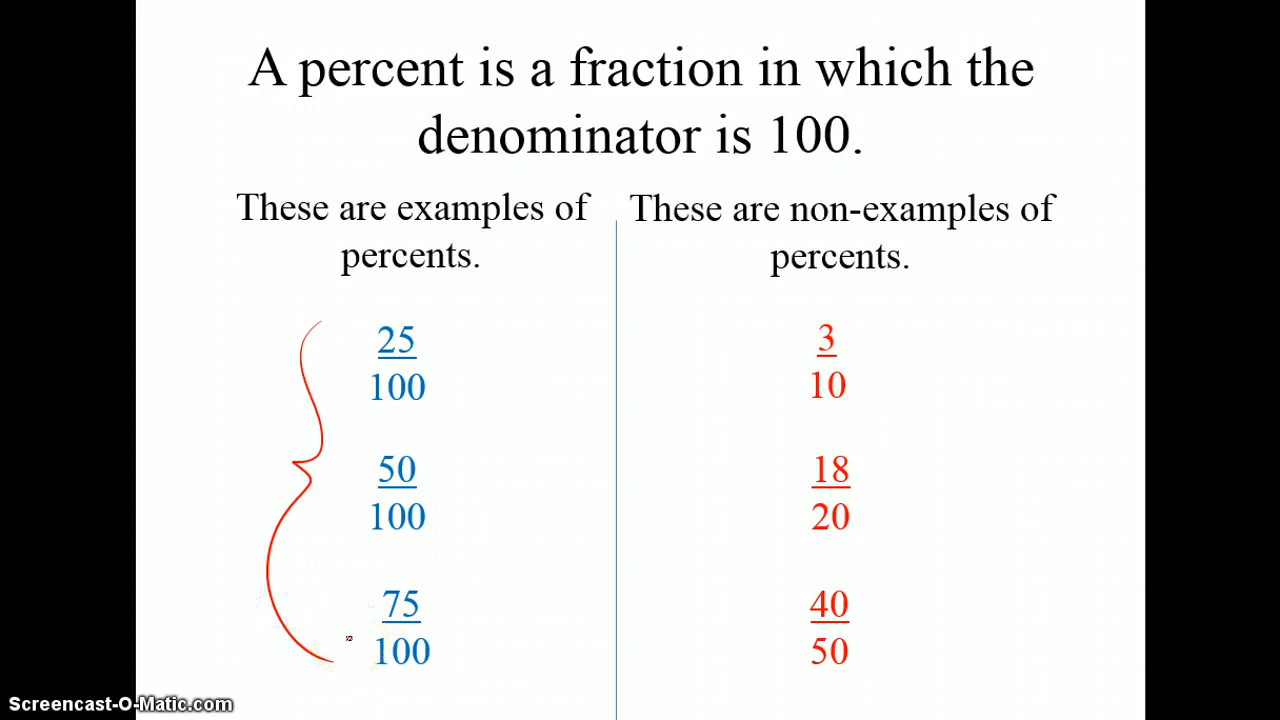 A percent is a fraction in which the
denominator is 100.
These are examples of
percents.
25
100
50
100
75
100
These are non-examples of
percents.
3
10
18
20
40
50
Screencast-O-Matic.com